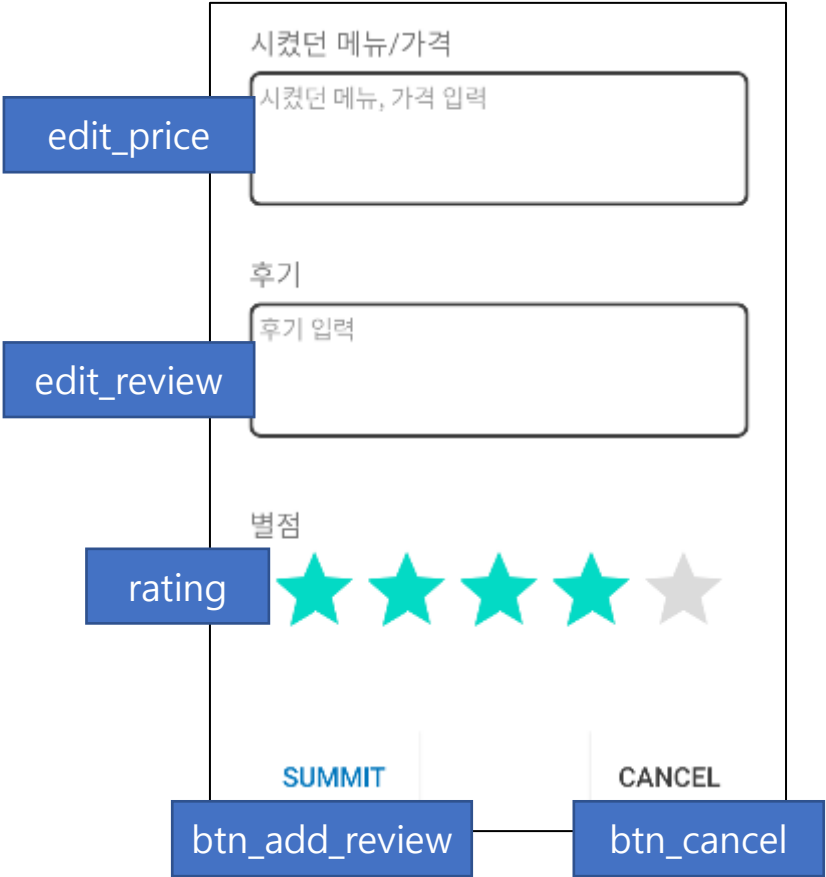 시켰던 메뉴/가격
시켰던 메뉴, 가격 입력
edit_price
후기
후기 입력
edit_review
별점
rating
SUMMIT
CANCEL
btn_add_review
btn_cancel